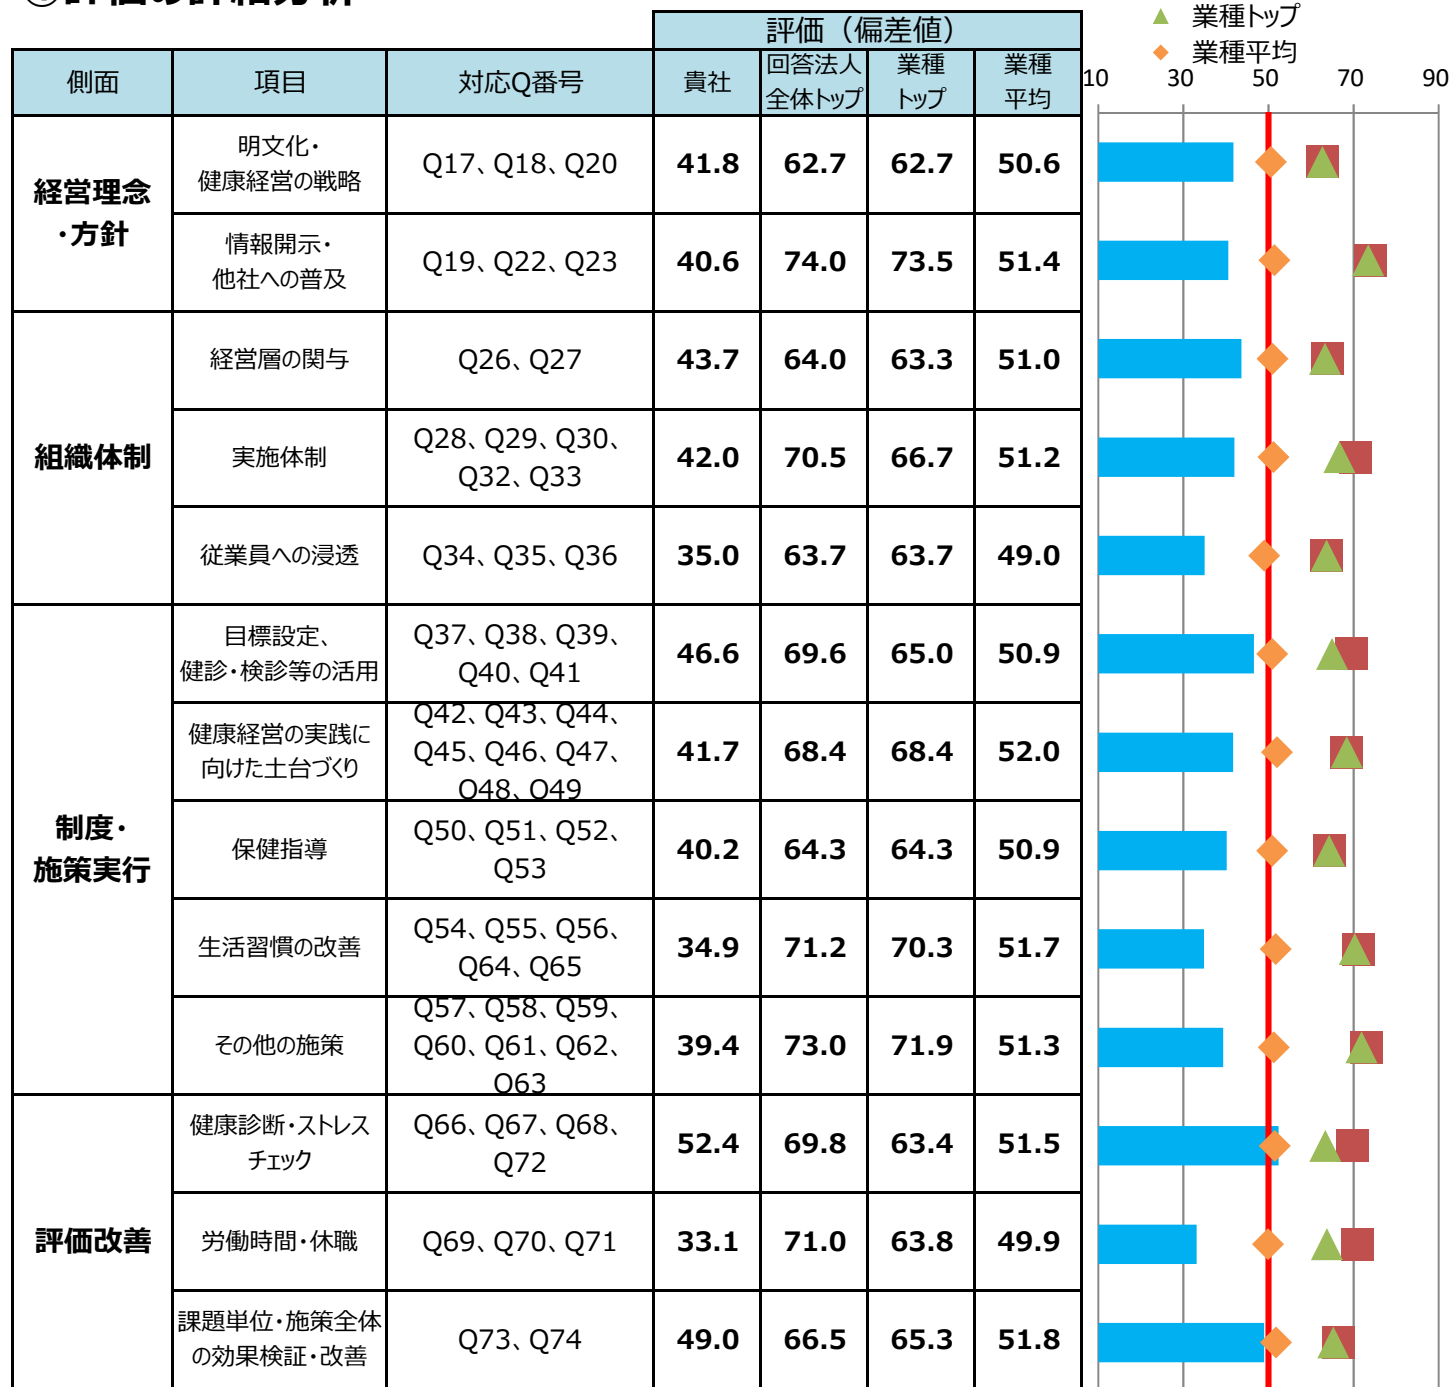 ①評価の詳細分析
▲ 業種トップ
◆ 業種平均
評価（偏差値）
側面 項目 対応Q番号 貴社 回答法人全体トップ 業種トップ 業種平均
10 30 50 70 90
経営理念・方針
明文化・健康経営の戦略 Q17、Q18、Q20 41.8 62.7 62.7 50.6
情報開示・他社への普及 Q19、Q22、Q23 40.6 74.0 73.5 51.4
組織体制
経営層の関与 Q26、Q27 43.7 64.0 63.3 51.0
実施体制 Q28、Q29、Q30、Q32、Q33 42.0 70.5 66.7 51.2
従業員への浸透 Q34、Q35、Q36 35.0 63.7 63.7 49.0
制度・施策実行
目標設定、健診・検診等の活用 Q37、Q38、Q39、Q40、Q41 46.6 69.6 65.0 50.9
健康経営の実践に向けた土台づくり Q42、Q43、Q44、Q45、Q46、Q47、Q48、Q49 41.7 68.4 68.4 52.0
保健指導 Q50、Q51、Q52、Q53 40.2 64.3 64.3 50.9
生活習慣の改善 Q54、Q55、Q56、Q64、Q65 34.9 71.2 70.3 51.7
その他の施策 Q57、Q58、Q59、Q60、Q61、Q62、Q63 39.4 73.0 71.9 51.3
評価改善
健康診断・ストレスチェック Q66、Q67、Q68、Q72 52.4 69.8 63.4 51.5
労働時間・休職 Q69、Q70、Q71 33.1 71.0 63.8 49.9
課題単位・施策全体の効果検証・改善 Q73、Q74 49.0 66.5 65.3 51.8